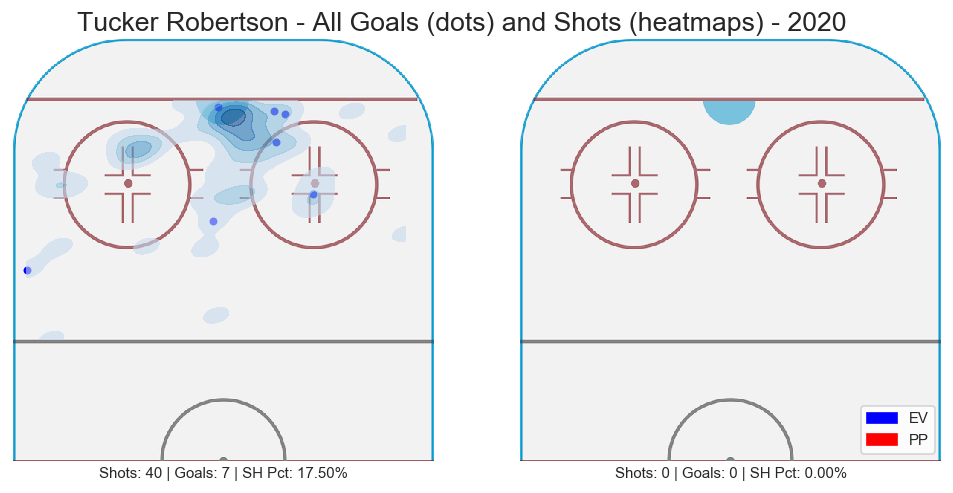 Tucker Robertson - All Goals (dots) and Shots (heatmaps) - 2020
EV
PP
Shots: 40 | Goals: 7 | SH Pct: 17.50%
Shots: 0 | Goals: 0 | SH Pct: 0.00%